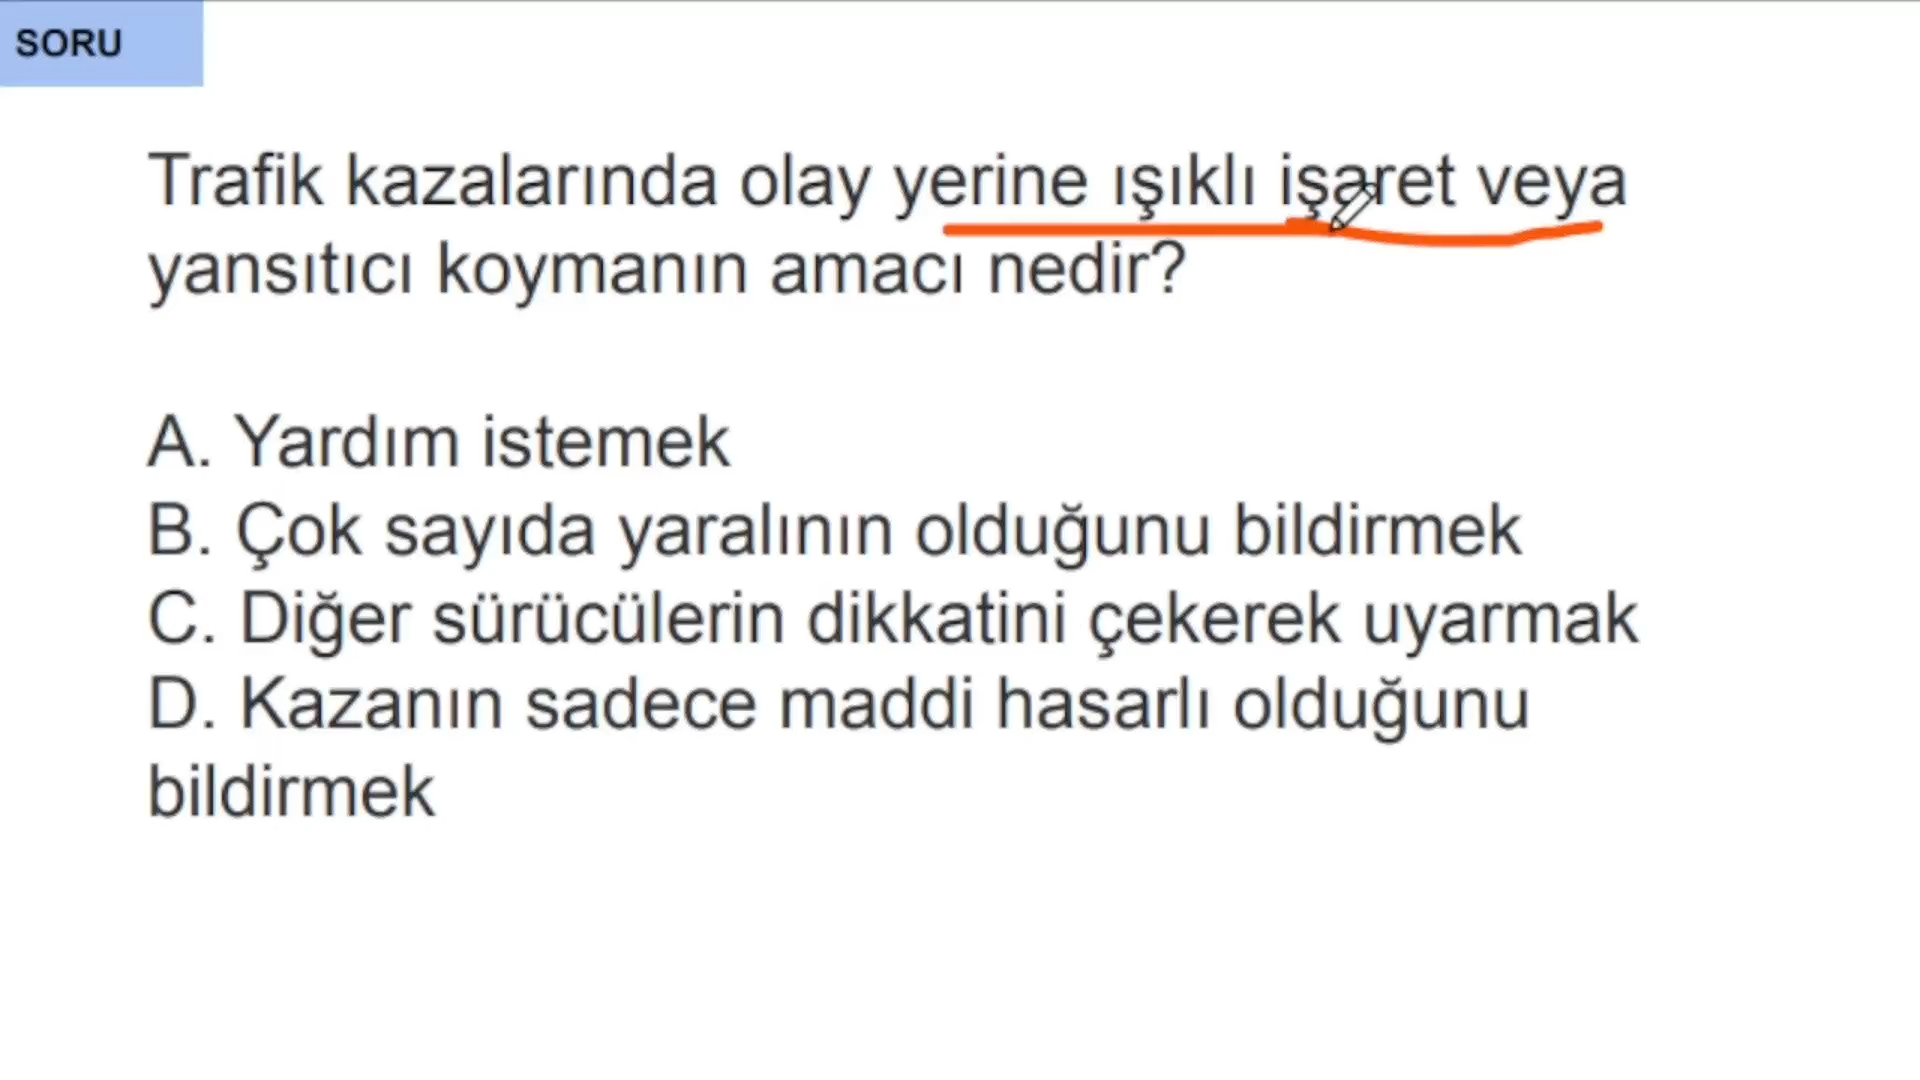 SORU
Trafik kazalarında olay yerine ışıklı işaret veya
yansıtıcı koymanın amacı nedir?
A. Yardım istemek
B. Çok sayıda yaralının olduğunu bildirmek
C. Diğer sürücülerin dikkatini çekerek uyarmak
D. Kazanın sadece maddi hasarlı olduğunu
bildirmek